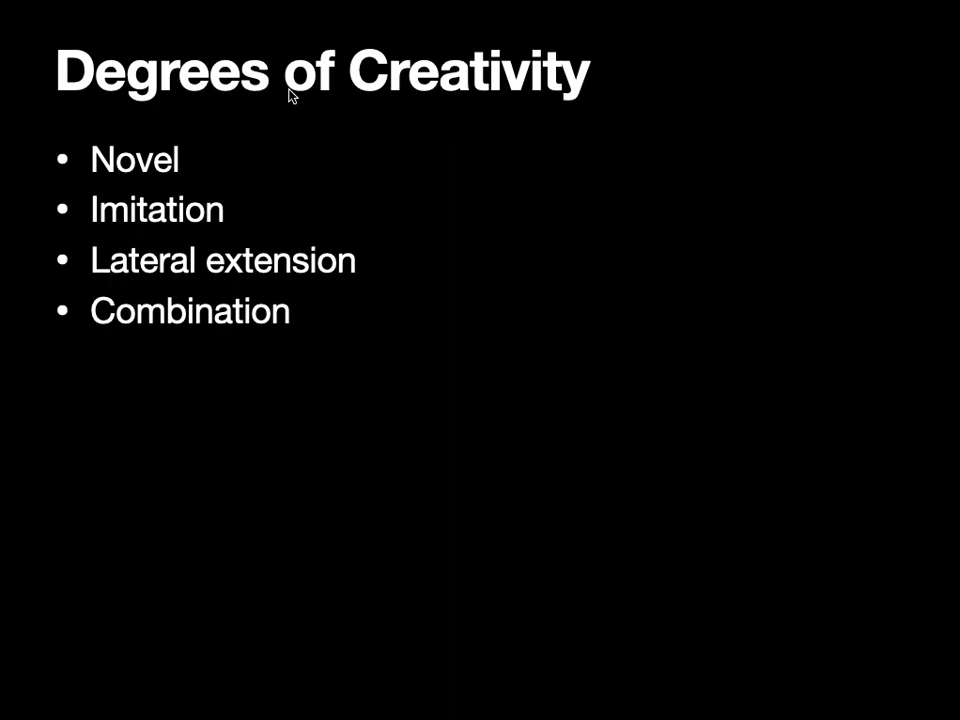 Degrees of Creativity
• Novel
• Imitation
• Lateral extension
• Combination